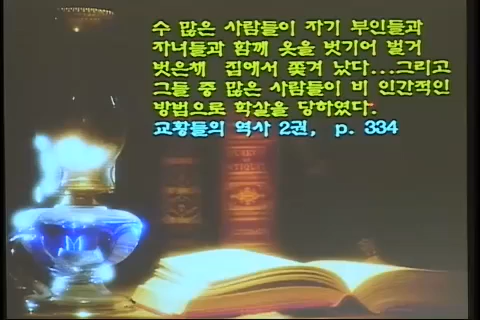 수 많은 사람들이 자기 부인들과
자녀들과 함께 옷을 벗기어 벌거
벗은채 집에서 쫓겨 났다...그리고
그들 중 많은 사람들이 비 인간적인
방법으로 학살을 당하였다.
교황들의 역사 2권, p. 334